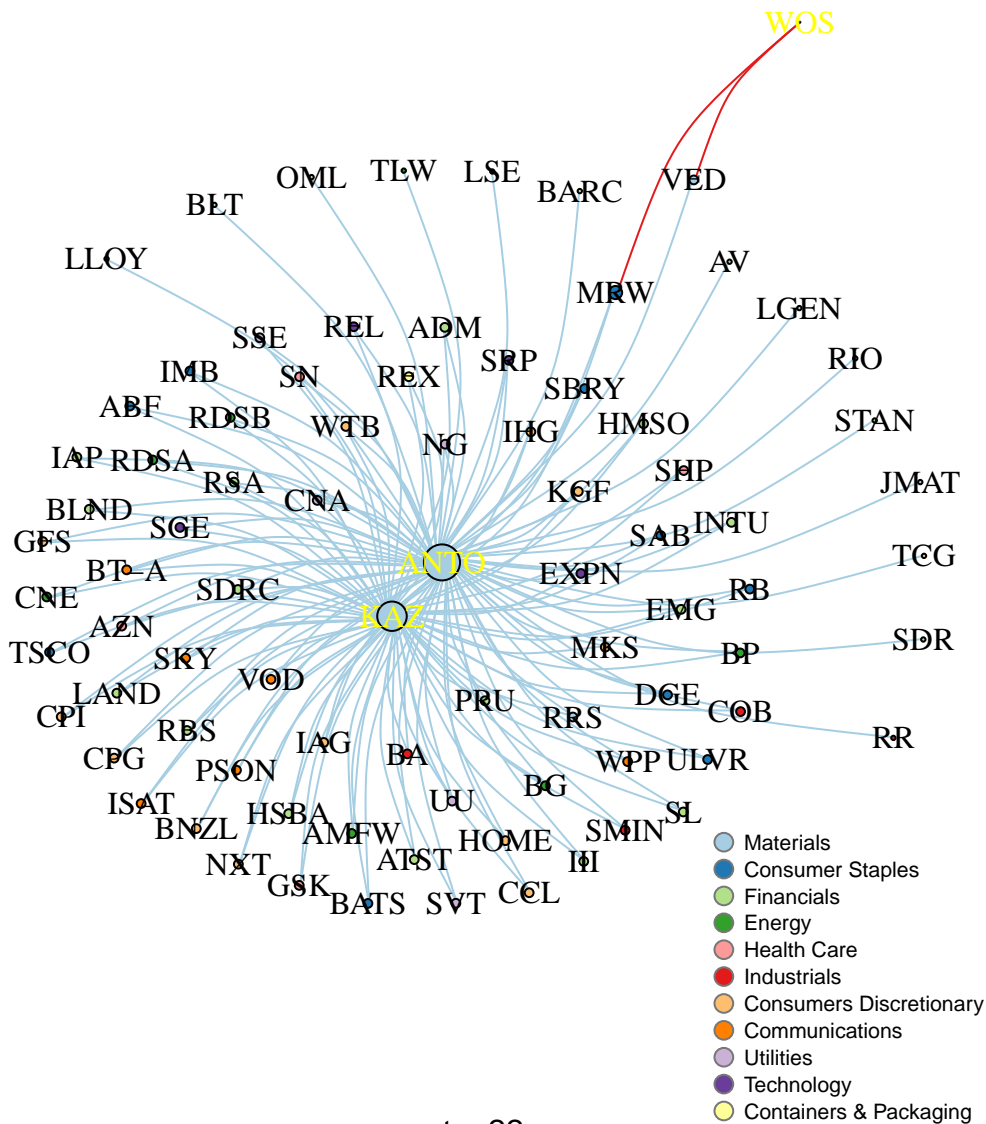 WOS
OML
TLW
LSE
BARC
VED
BLT
LLOY
AV
MRW
LGEN
SSE
REL
ADM
SRP
RIO
IMB
SN
REX
SBRY
ABF
RDSB
WTB
IHG
HMSO
STAN
IAP
RDSA
NG
RSA
CNA
KGF
SHP
JMAT
BLND
SGE
SAB
INTU
GFS
ANTO
TCG
BT−A
EXPN
CNE
SDRC
KAZ
RB
EMG
AZN
TSCO
SKY
MKS
BP
SDR
LAND
VOD
PRU
DGE
CPI
RBS
RRS
COB
CPG
IAG
BA
WPP
ULVR
RR
PSON
BG
ISAT
HSBA
UU
SL
BNZL
AMFW
HOME
SMIN
NXT
ATST
III
GSK
BATS
SVT
CCL
Materials
Consumer Staples
Financials
Energy
Health Care
Industrials
Consumers Discretionary
Communications
Utilities
Technology
Containers & Packaging